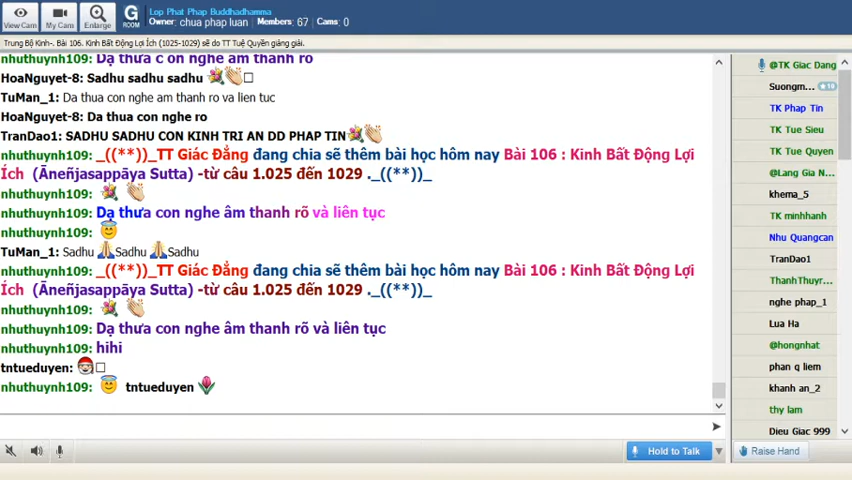 View Cam
My Cam
Enlarge
G
ROOM
Lop Phat Phap Buddhadhamma
Owner: chua phap luan Members: 67 Cams: 0
Trung Bộ Kinh-. Bài 106. Kinh Bất Động Lợi Ích (1025-1029) sẽ do TT Tuệ Quyền giảng giải.
nhuthuynh109: Dạ thưa c on nghe âm thanh rõ
HoaNguyet-8: Sadhu sadhu sadhu
TuMan_1: Da thua con nghe am thanh ro va lien tuc
HoaNguyet-8: Da thua con nghe ro
TranDao1: SADHU SADHU CON KINH TRI AN DD PHAP TIN
nhuthuynh109: _((**))_TT Giác Đẳng đang chia sẽ thêm bài học hôm nay Bài 106 : Kinh Bất Động Lợi
Ích (Āneñjasappāya Sutta) -từ câu 1.025 đến 1029 ._((**))_
nhuthuynh109:
nhuthuynh109: Dạ thưa con nghe âm thanh rõ và liên tục
nhuthuynh109:
TuMan_1: Sadhu Sadhu Sadhu
nhuthuynh109: _((**))_TT Giác Đẳng đang chia sẽ thêm bài học hôm nay Bài 106 : Kinh Bất Động Lợi
Ích (Āneñjasappāya Sutta) -từ câu 1.025 đến 1029 ._((**))_
nhuthuynh109:
nhuthuynh109: Dạ thưa con nghe âm thanh rõ và liên tục
nhuthuynh109: hihi
tntueduyen:
nhuthuynh109: tntueduyen
Hold to Talk
@TK Giac Dang
Suongm... +10
TK Phap Tin
TK Tue Sieu
TK Tue Quyen
@Lang Gia N...
khema_5
TK minhhanh
Nhu Quangcan
TranDao1
ThanhThuyr...
nghe phap_1
Lua Ha
@hongnhat
phan q liem
khanh an_2
thy lam
Dieu Giac 999
Raise Hand